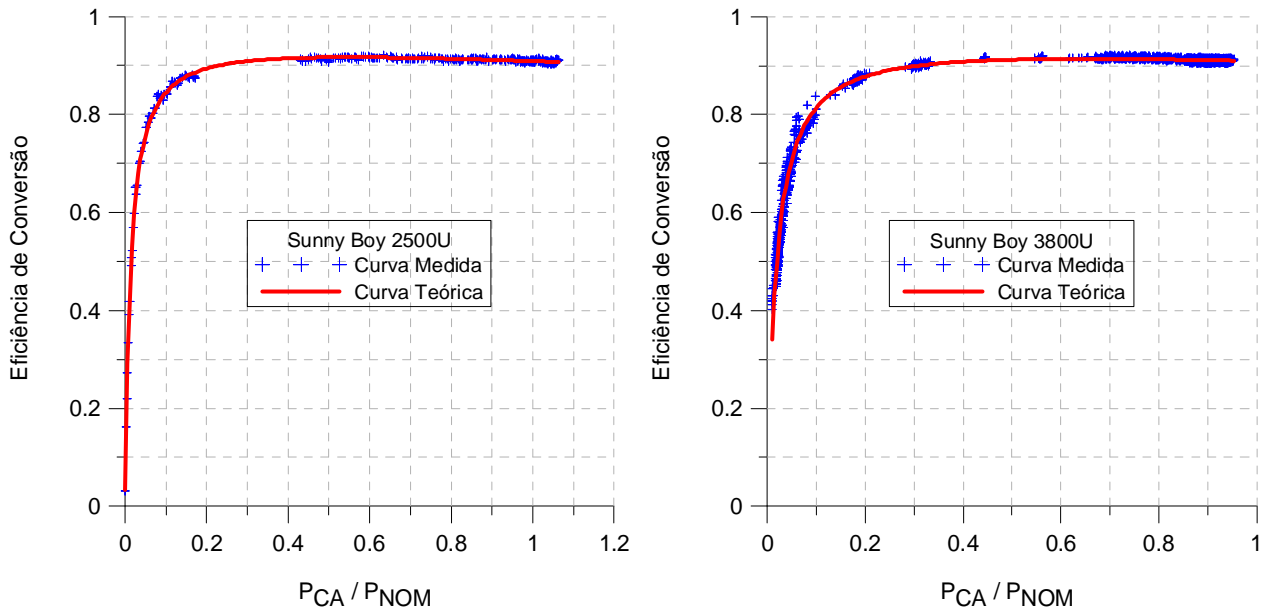 Eficiência de Conversão
1
0.8
0.6
0.4
0.2
0
Sunny Boy 2500U
Curva Medida
Curva Teórica
0 0.2 0.4 0.6 0.8 1 1.2
PCA / PNOM
Eficiência de Conversão
1
0.8
0.6
0.4
0.2
0
Sunny Boy 3800U
Curva Medida
Curva Teórica
0 0.2 0.4 0.6 0.8 1
PCA / PNOM